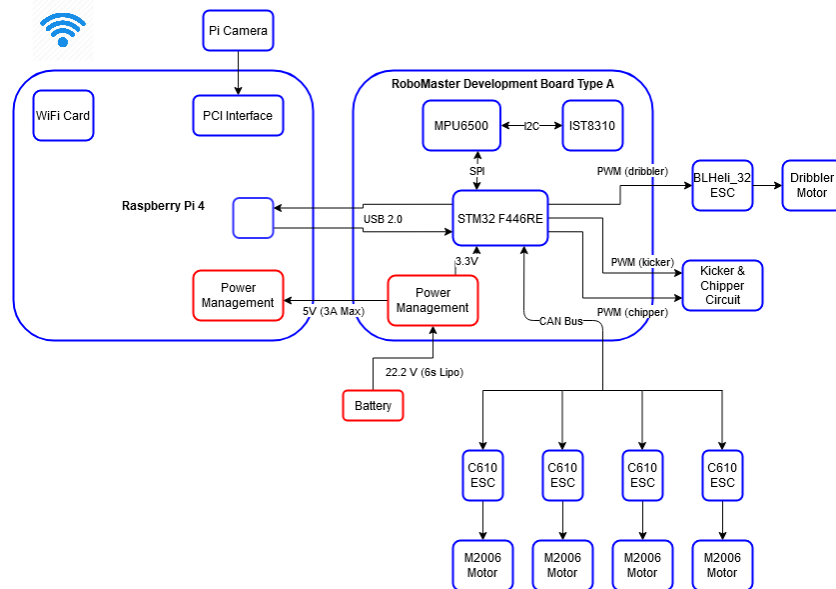 Pi Camera
RoboMaster Development Board Type A
WiFi Card
PCI Interface
MPU6500
I2C
IST8310
SPI
PWM (dribbler)
BLHeli_32
ESC
Dribbler
Motor
Raspberry Pi 4
USB 2.0
STM32 F446RE
3.3V
PWM (kicker)
Kicker &
Chipper
Circuit
Power
Management
Power
Management
5V (3A Max)
PWM (chipper)
CAN Bus
22.2 V (6s Lipo)
Battery
C610
ESC
C610
ESC
C610
ESC
C610
ESC
M2006
Motor
M2006
Motor
M2006
Motor
M2006
Motor